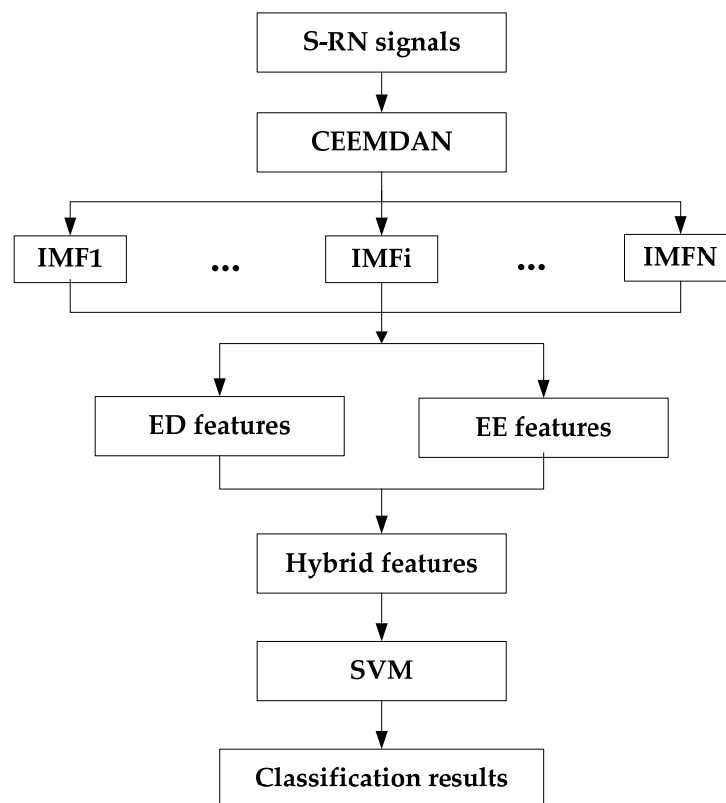 S-RN signals
CEEMDAN
IMF1 ... IMFi ... IMFN
ED features EE features
Hybrid features
SVM
Classification results